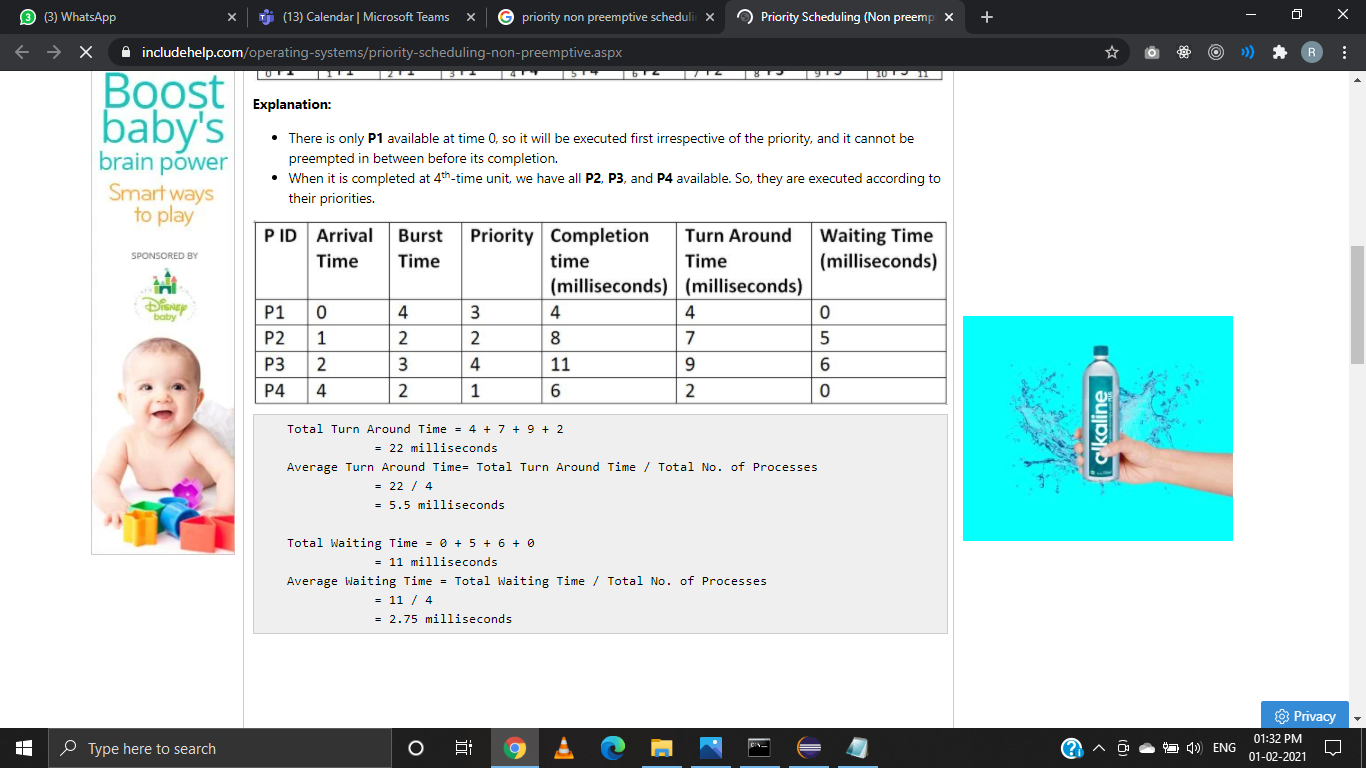 (3) WhatsApp
(13) Calendar | Microsoft Teams
priority non preemptive scheduli
Priority Scheduling (Non preemp
includehelp.com/operating-systems/priority-scheduling-non-preemptive.aspx
R
Boost
baby's
brain power
Smart ways
to play
SPONSORED BY
Disney
baby
Explanation:
• There is only P1 available at time 0, so it will be executed first irrespective of the priority, and it cannot be
preempted in between before its completion.
• When it is completed at 4th-time unit, we have all P2, P3, and P4 available. So, they are executed according to
their priorities.
P ID Arrival Time Burst Time Priority Completion time (milliseconds) Turn Around Time (milliseconds) Waiting Time (milliseconds)
P1 0 4 3 4 4 0
P2 1 2 2 8 7 5
P3 2 3 4 11 9 6
P4 4 2 1 6 2 0
Total Turn Around Time = 4 + 7 + 9 + 2
= 22 milliseconds
Average Turn Around Time= Total Turn Around Time / Total No. of Processes
= 22 / 4
= 5.5 milliseconds
Total Waiting Time = 0 + 5 + 6 + 0
= 11 milliseconds
Average Waiting Time = Total Waiting Time / Total No. of Processes
= 11 / 4
= 2.75 milliseconds
alkaline
Privacy
Type here to search
ENG
01:32 PM
01-02-2021